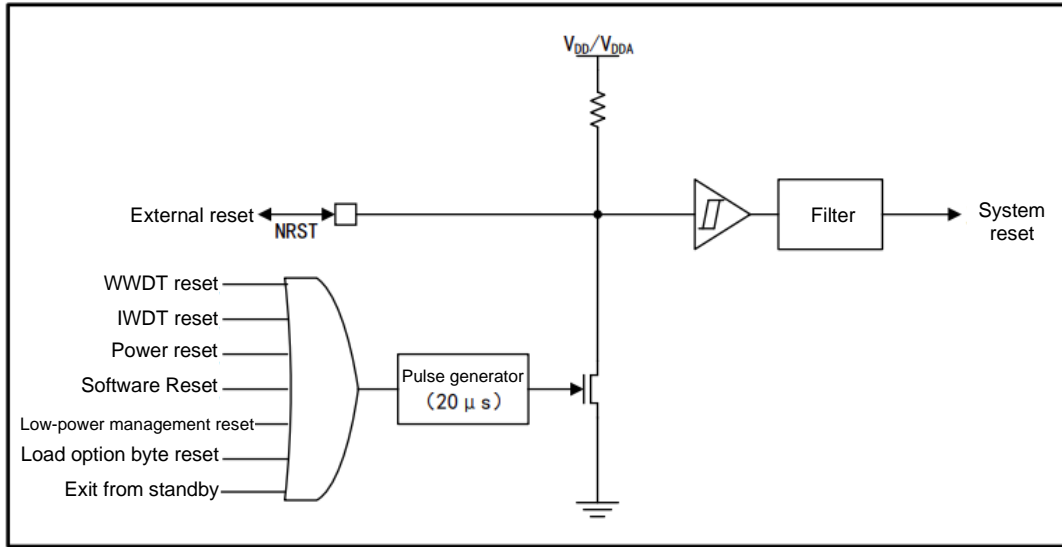 VDD/VDDA
External reset
NRST
Filter
System
reset
WWDT reset
IWDT reset
Power reset
Software Reset
Low-power management reset
Load option byte reset
Exit from standby
Pulse generator
(20 μs)